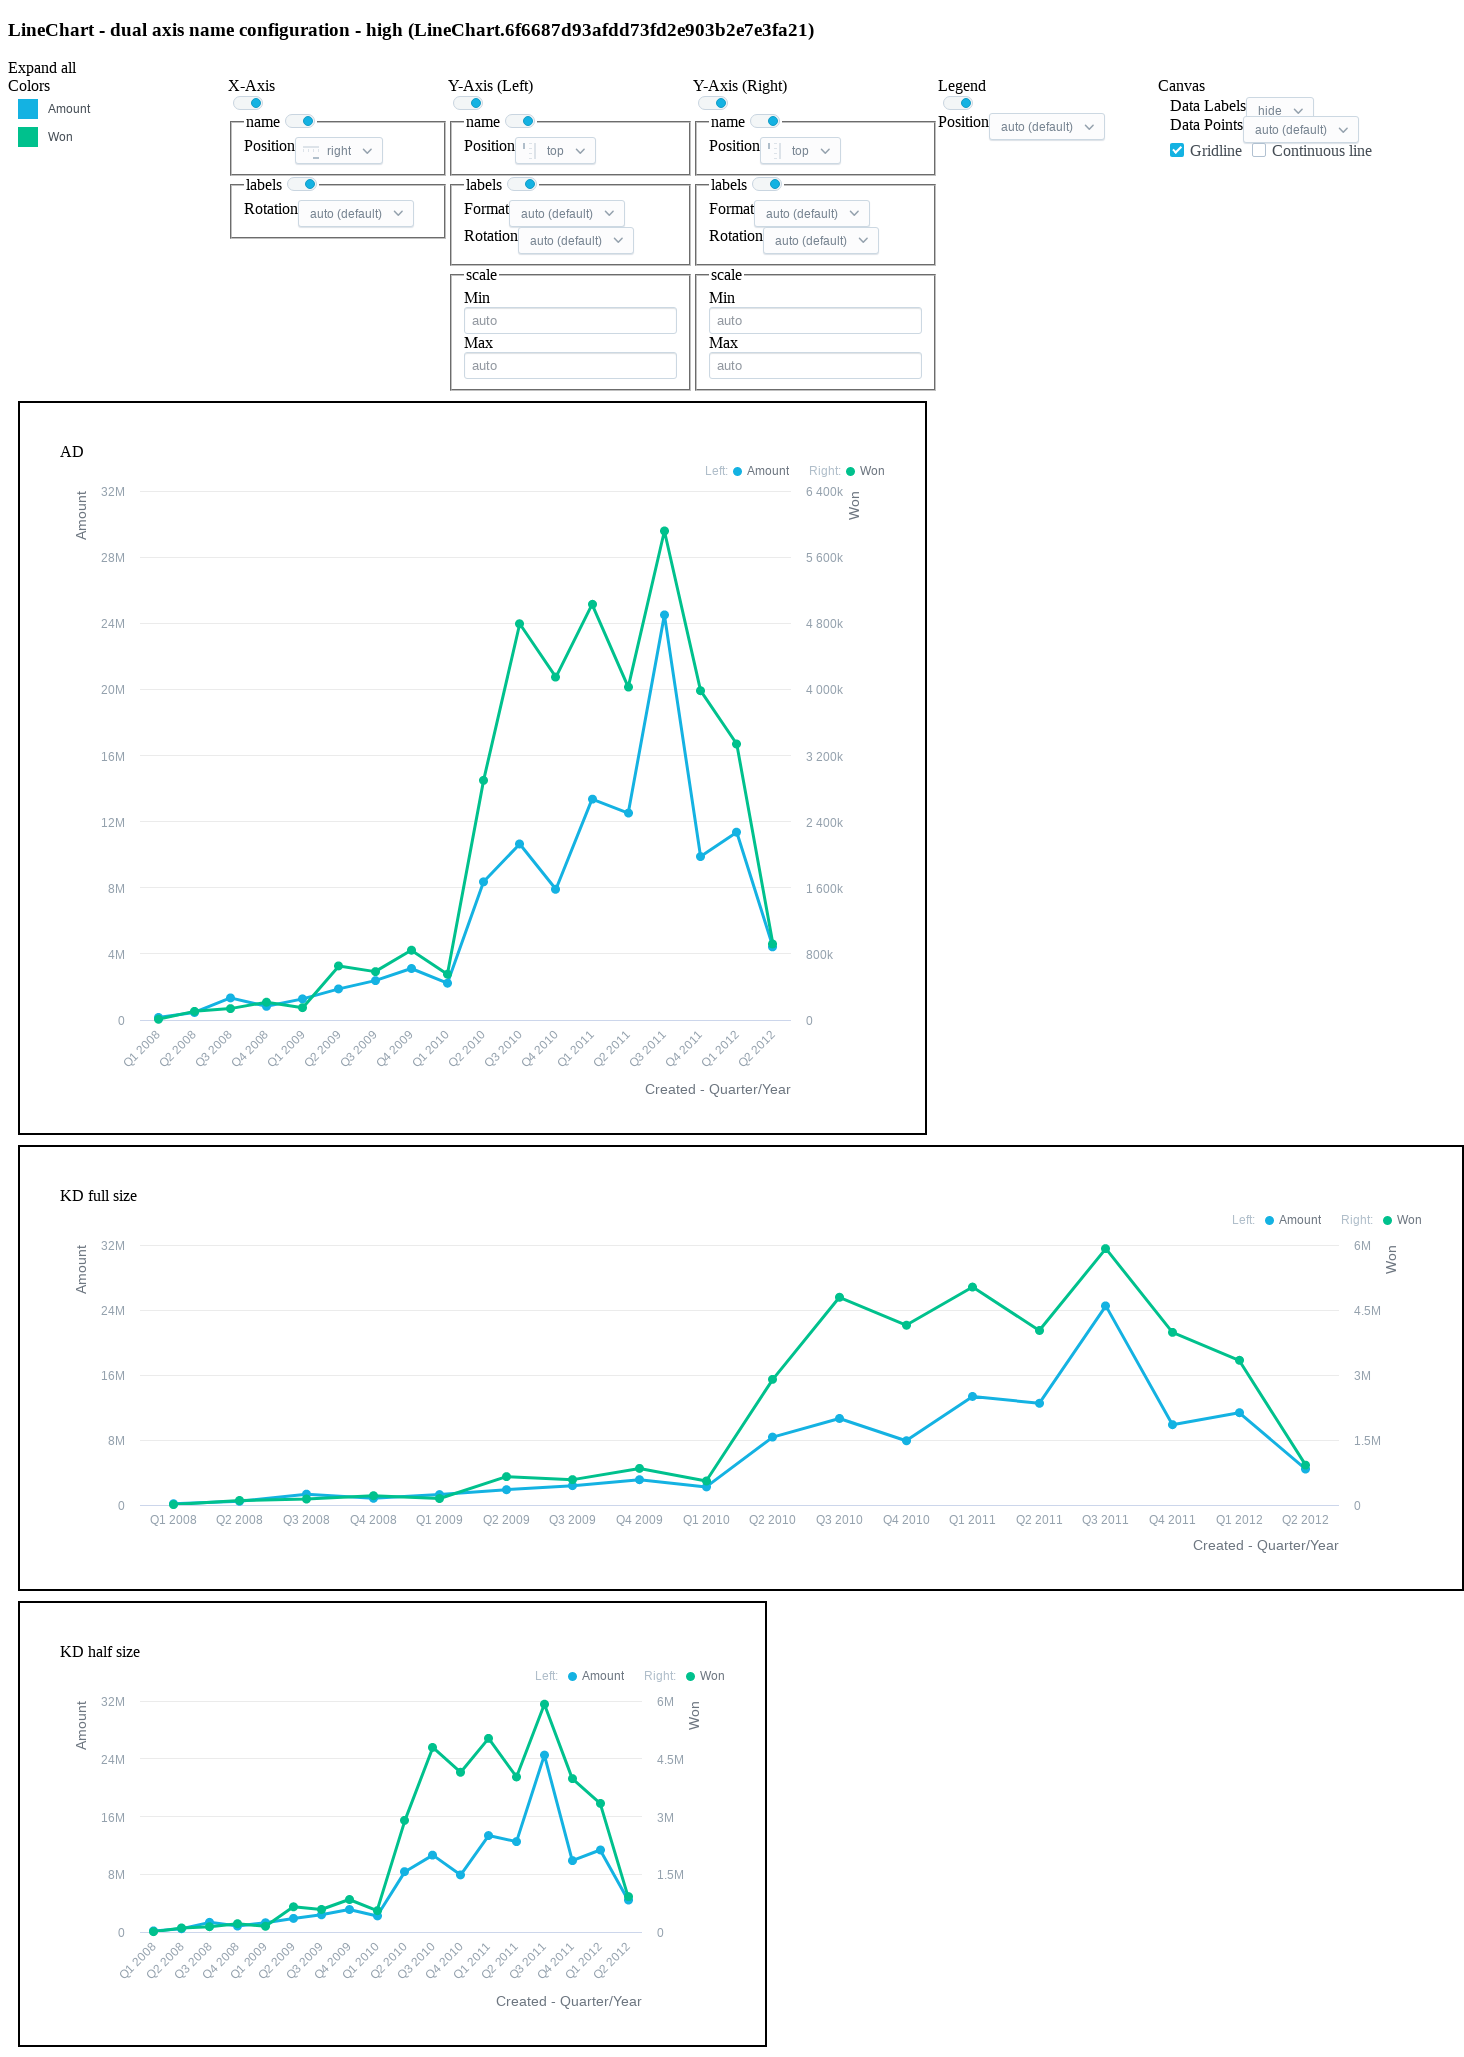 LineChart - dual axis name configuration - high (LineChart.6f6687d93afdd73fd2e903b2e7e3fa21)
Expand all
Colors
Amount
Won
X-Axis
name
Position right
labels
Rotation auto (default)
Y-Axis (Left)
name
Position top
labels
Format auto (default)
Rotation auto (default)
scale
Min
auto
Max
auto
Y-Axis (Right)
name
Position top
labels
Format auto (default)
Rotation auto (default)
scale
Min
auto
Max
auto
Legend
Position auto (default)
Canvas
Data Labels hide
Data Points auto (default)
Gridline Continuous line
AD
Left: Amount Right: Won
Amount
32M
28M
24M
20M
16M
12M
8M
4M
0
6 400k
5 600k
4 800k
4 000k
3 200k
2 400k
1 600k
800k
0
Won
Q1 2008 Q2 2008 Q3 2008 Q4 2008 Q1 2009 Q2 2009 Q3 2009 Q4 2009 Q1 2010 Q2 2010 Q3 2010 Q4 2010 Q1 2011 Q2 2011 Q3 2011 Q4 2011 Q1 2012 Q2 2012
Created - Quarter/Year
KD full size
Left: Amount Right: Won
Amount
32M
24M
16M
8M
0
6M
4.5M
3M
1.5M
0
Won
Q1 2008 Q2 2008 Q3 2008 Q4 2008 Q1 2009 Q2 2009 Q3 2009 Q4 2009 Q1 2010 Q2 2010 Q3 2010 Q4 2010 Q1 2011 Q2 2011 Q3 2011 Q4 2011 Q1 2012 Q2 2012
Created - Quarter/Year
KD half size
Left: Amount Right: Won
Amount
32M
24M
16M
8M
0
6M
4.5M
3M
1.5M
0
Won
Q1 2008 Q2 2008 Q3 2008 Q4 2008 Q1 2009 Q2 2009 Q3 2009 Q4 2009 Q1 2010 Q2 2010 Q3 2010 Q4 2010 Q1 2011 Q2 2011 Q3 2011 Q4 2011 Q1 2012 Q2 2012
Created - Quarter/Year